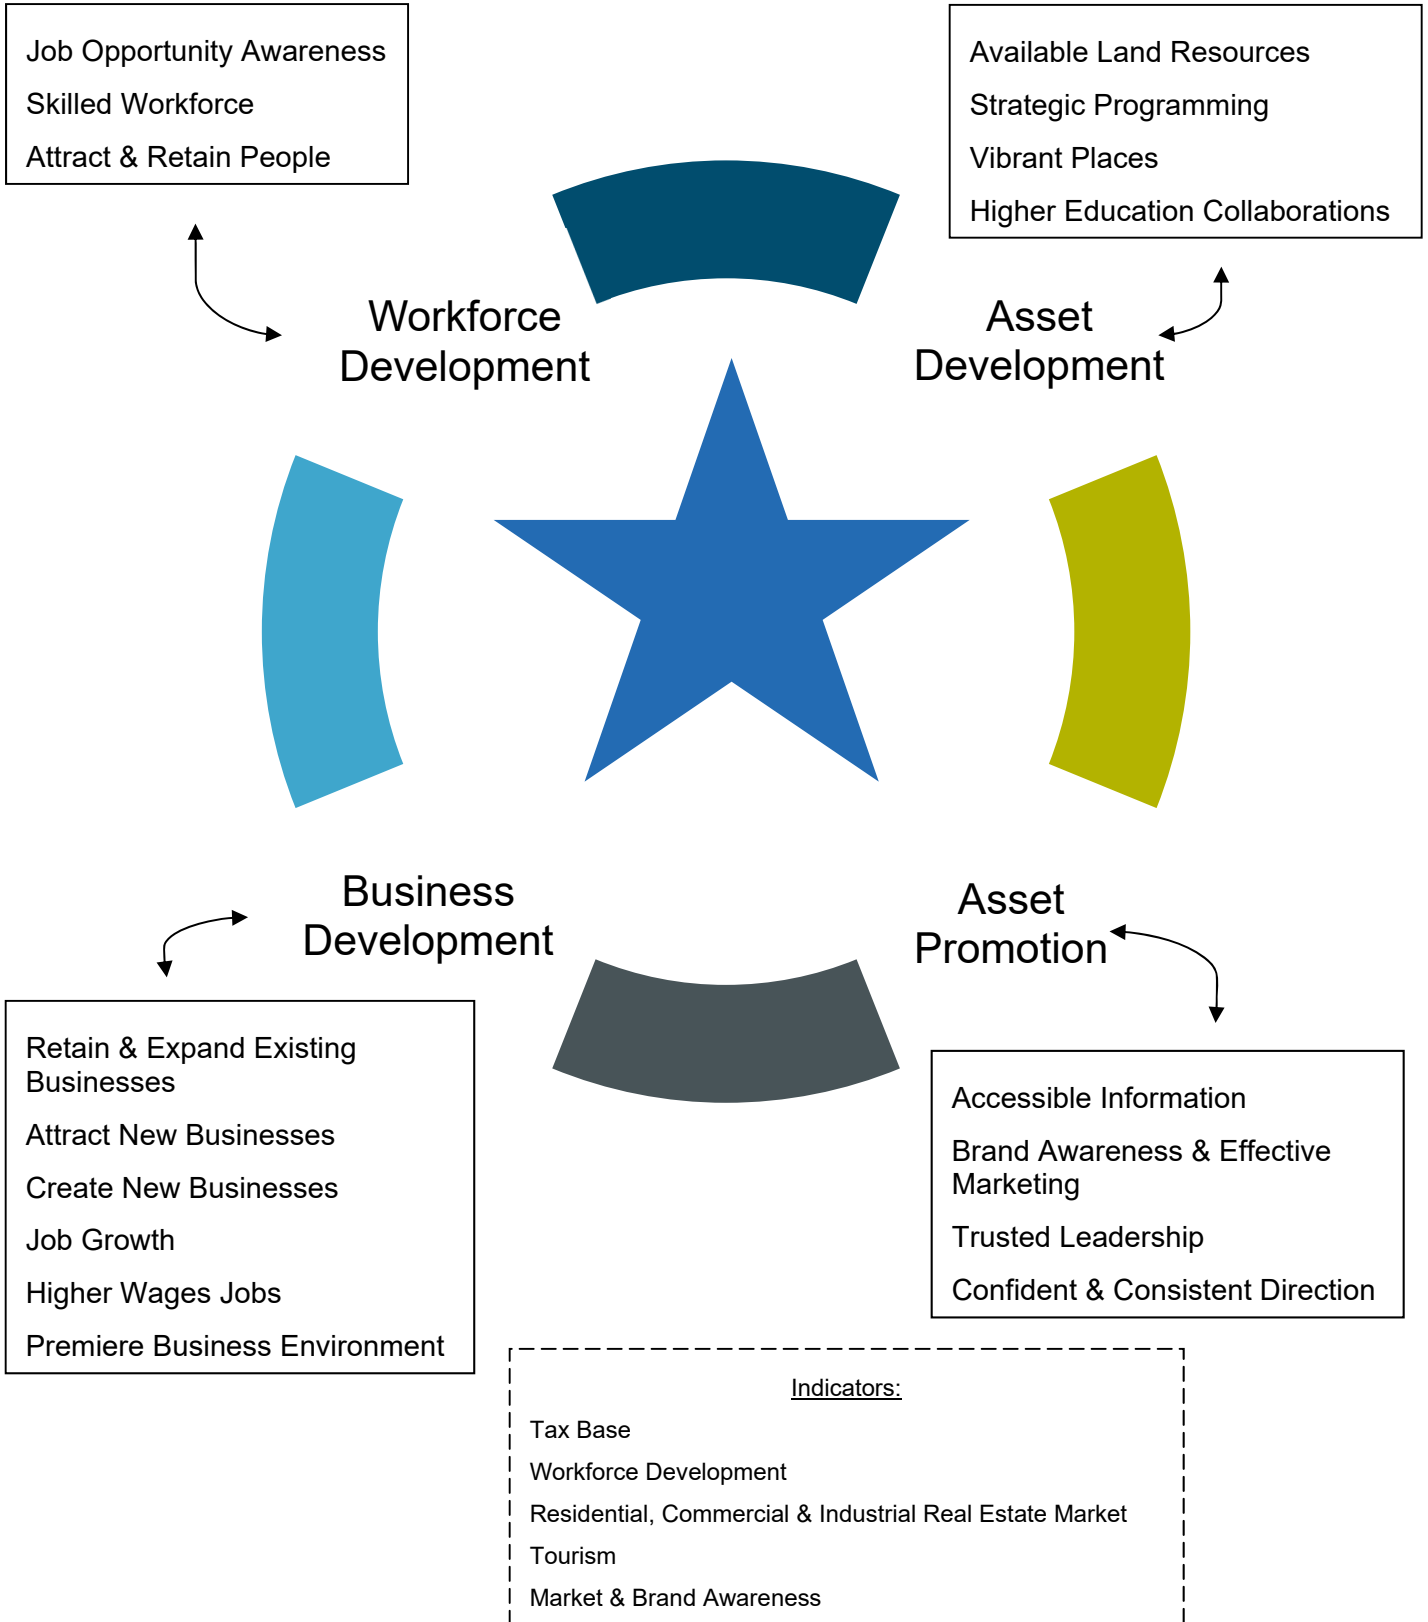 Job Opportunity Awareness
Skilled Workforce
Attract & Retain People
Available Land Resources
Strategic Programming
Vibrant Places
Higher Education Collaborations
Workforce
Development
Asset
Development
Business
Development
Asset
Promotion
Retain & Expand Existing
Businesses
Attract New Businesses
Create New Businesses
Job Growth
Higher Wages Jobs
Premiere Business Environment
Accessible Information
Brand Awareness & Effective
Marketing
Trusted Leadership
Confident & Consistent Direction
Indicators:
Tax Base
Workforce Development
Residential, Commercial & Industrial Real Estate Market
Tourism
Market & Brand Awareness